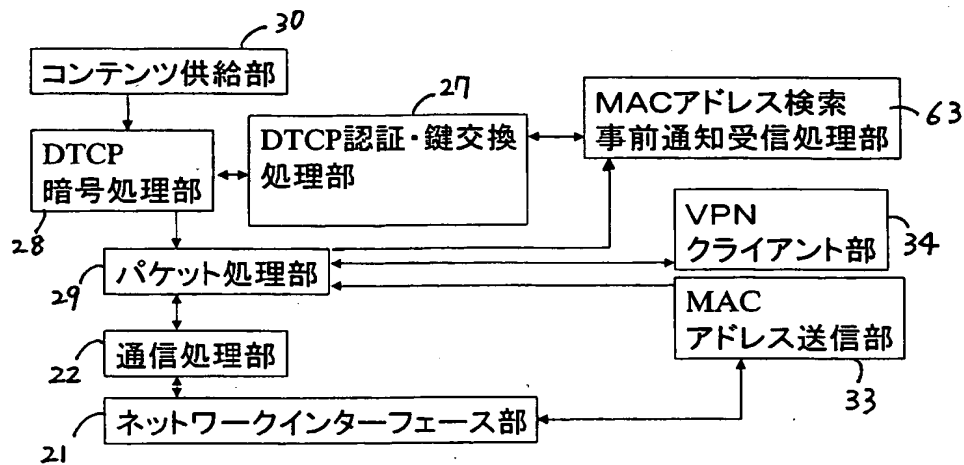 30
コンテンツ供給部
27
DTCP認証・鍵交換
処理部
MACアドレス検索
事前通知受信処理部
63
DTCP
暗号処理部
28
VPN
クライアント部
34
パケット処理部
29
MAC
アドレス送信部
33
通信処理部
22
ネットワークインターフェース部
21